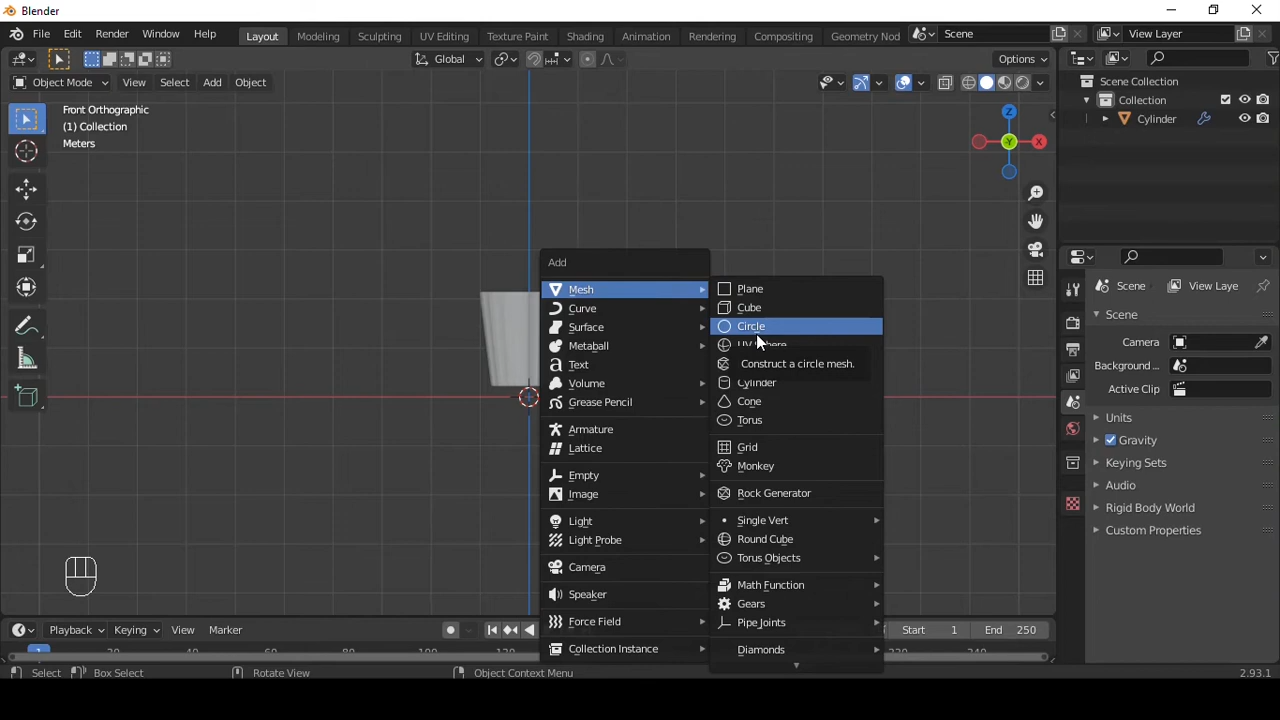 Blender
File Edit Render Window Help Layout Modeling Sculpting UV Editing Texture Paint Shading Animation Rendering Compositing Geometry Nod Scene View Layer
Global Options
Object Mode View Select Add Object
Front Orthographic
(1) Collection
Meters
Z
X
Y
Scene Collection
Collection
Cylinder
Add
Mesh
Curve
Surface
Metaball
Text
Volume
Grease Pencil
Armature
Lattice
Empty
Image
Light
Light Probe
Camera
Speaker
Force Field
Collection Instance
Plane
Cube
Circle
Construct a circle mesh.
Cylinder
Cone
Torus
Grid
Monkey
Rock Generator
Single Vert
Round Cube
Torus Objects
Math Function
Gears
Pipe Joints
Diamonds
Scene View Laye
Scene
Camera
Background ...
Active Clip
Units
Gravity
Keying Sets
Audio
Rigid Body World
Custom Properties
Playback Keying View Marker Start 1 End 250
1
Select Box Select Rotate View Object Context Menu 2.93.1